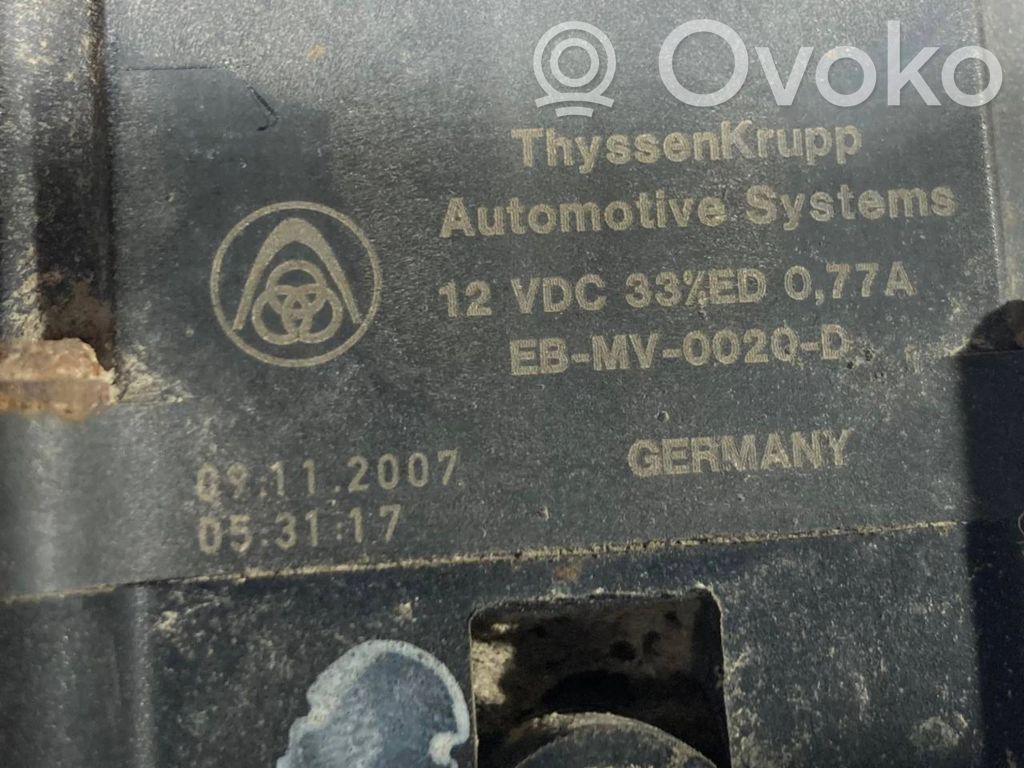 Ovoko
ThyssenKrupp
Automotive Systems
12 VDC 33%ED 0,77A
EB-MV-0020-D
GERMANY
09.11.2007
05:31:17